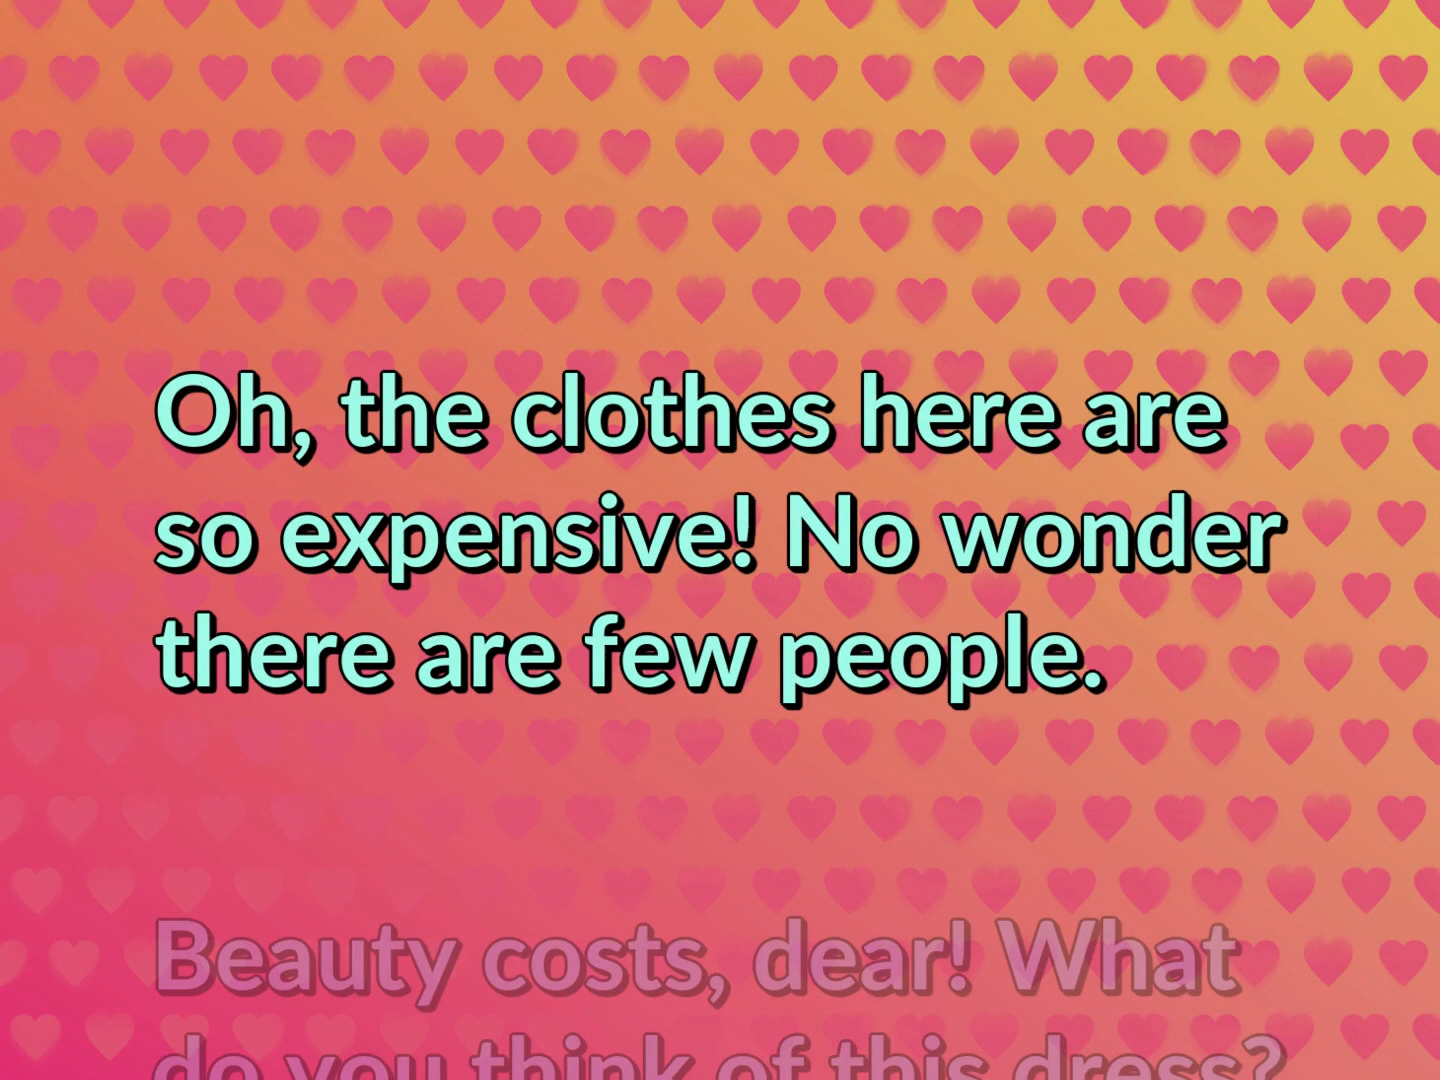 Oh, the clothes here are
so expensive! No wonder
there are few people.
Beauty costs, dear! What
do you think of this dress?